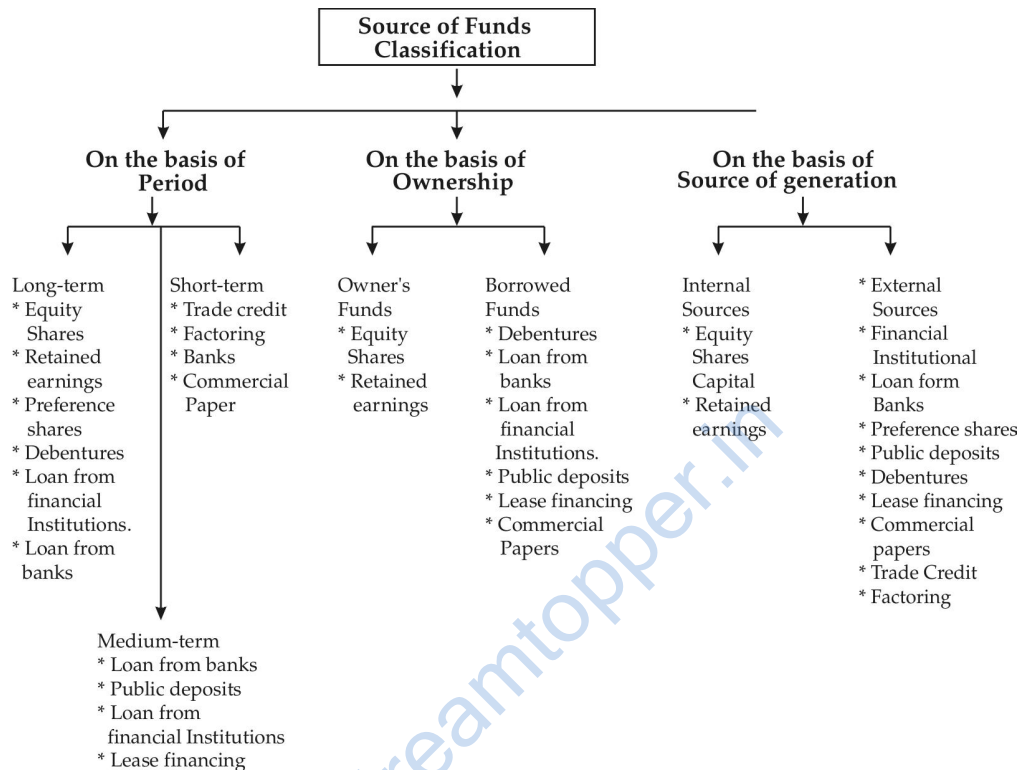 Source of Funds
Classification
On the basis of
Period
On the basis of
Ownership
On the basis of
Source of generation
Long-term
* Equity
Shares
* Retained
earnings
* Preference
shares
* Debentures
* Loan from
financial
Institutions.
* Loan from
banks
Short-term
* Trade credit
* Factoring
* Banks
* Commercial
Paper
Medium-term
* Loan from banks
* Public deposits
* Loan from
financial Institutions
* Lease financing
Owner's
Funds
* Equity
Shares
* Retained
earnings
Borrowed
Funds
* Debentures
* Loan from
banks
* Loan from
financial
Institutions.
* Public deposits
* Lease financing
* Commercial
Papers
Internal
Sources
* Equity
Shares
Capital
* Retained
earnings
* External
Sources
* Financial
Institutional
* Loan form
Banks
* Preference shares
* Public deposits
* Debentures
* Lease financing
* Commercial
papers
* Trade Credit
* Factoring
reamtopper.in